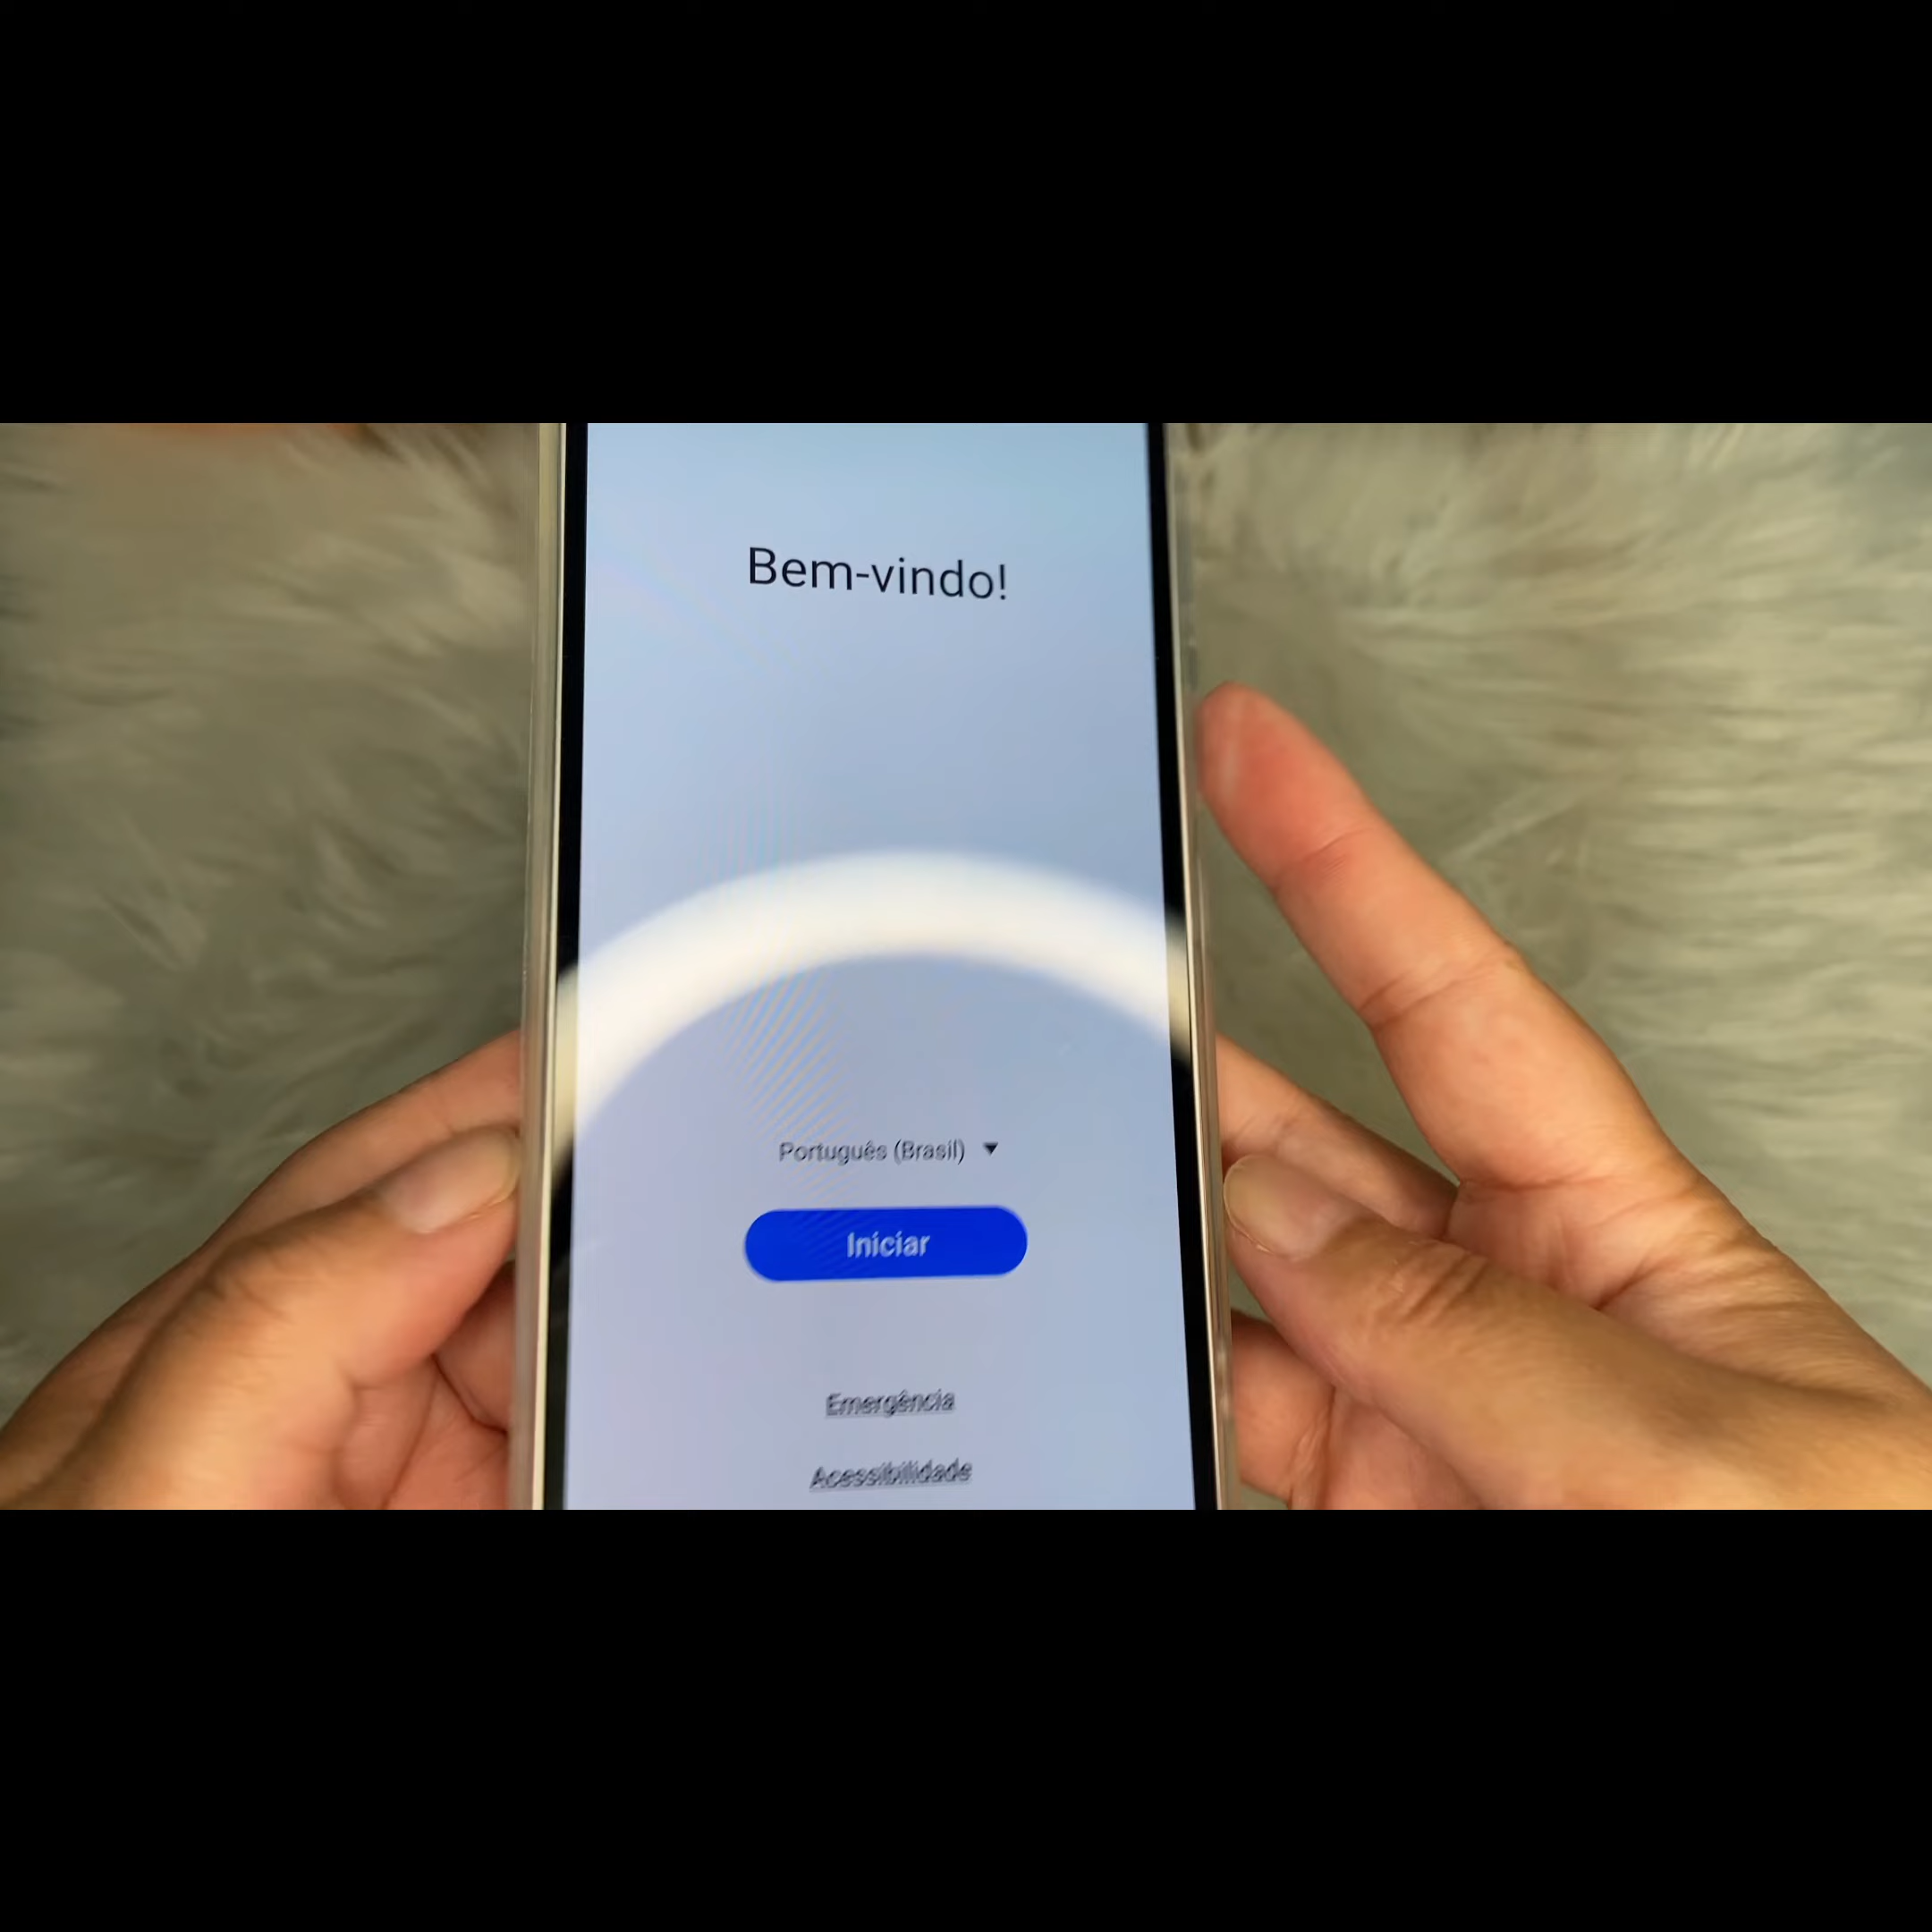 Bem-vindo!
Português (Brasil)
Iniciar
Emergência
Acessibilidade